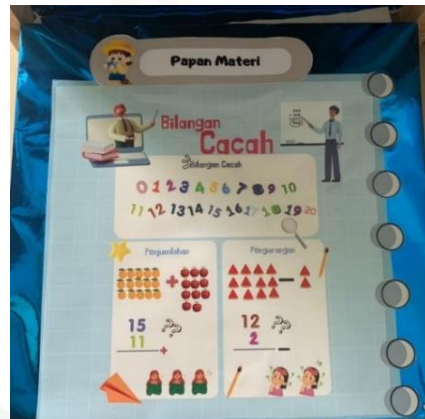 Papan Materi
Bilangan
Cacah
Bilangan Cacah
0 1 2 3 4 5 6 7 8 9 10
11 12 13 14 15 16 17 18 19 20
Penjumlahan
+
15
11
+
Pengurangan
-
12
2
-